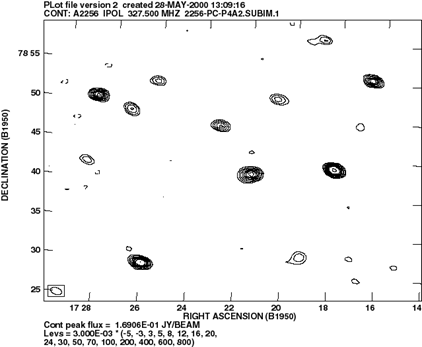 PLot file version 2 created 28-MAY-2000 13:09:16
CONT: A2256 IPOL 327.500 MHZ 2256-PC-P4A2.SUBIM.1
DECLINATION (B1950)
78 55
50
45
40
35
30
25
17 28
26
24
22
20
18
16
14
RIGHT ASCENSION (B1950)
Cont peak flux = 1.6906E-01 JY/BEAM
Levs = 3.000E-03 * (-5, -3, 3, 5, 8, 12, 16, 20,
24, 30, 50, 70, 100, 200, 400, 600, 800)